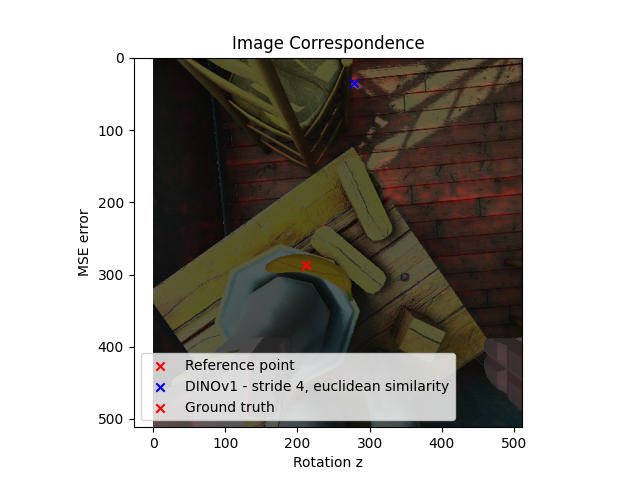 Image Correspondence
0
100
200
300
400
500
MSE error
Reference point
DINOv1 - stride 4, euclidean similarity
Ground truth
0 100 200 300 400 500
Rotation z